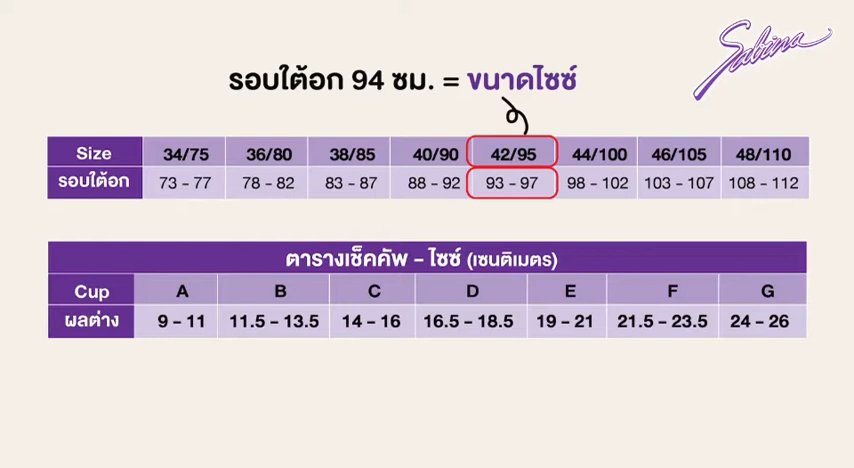 Sabina
รอบใต้อก 94 ซม. = ขนาดไซซ์
Size 34/75 36/80 38/85 40/90 42/95 44/100 46/105 48/110
รอบใต้อก 73 - 77 78 - 82 83 - 87 88 - 92 93 - 97 98 - 102 103 - 107 108 - 112
ตารางเช็คคัพ - ไซซ์ (เซนติเมตร)
Cup A B C D E F G
ผลต่าง 9 - 11 11.5 - 13.5 14 - 16 16.5 - 18.5 19 - 21 21.5 - 23.5 24 - 26